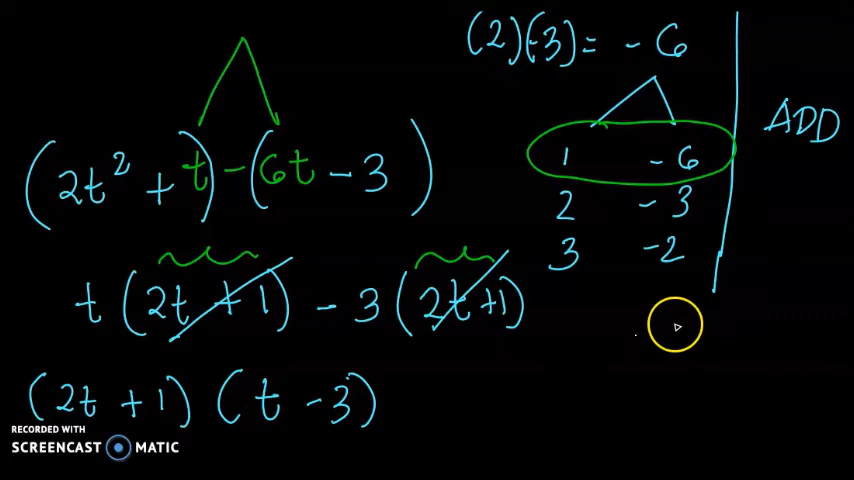 (2)(-3) = - 6
ADD
1 - 6
2 - 3
3 - 2
(2t² + t) - (6t - 3)
t (2t + 1) - 3 (2t + 1)
(2t + 1) (t - 3)
RECORDED WITH
SCREENCAST MATIC